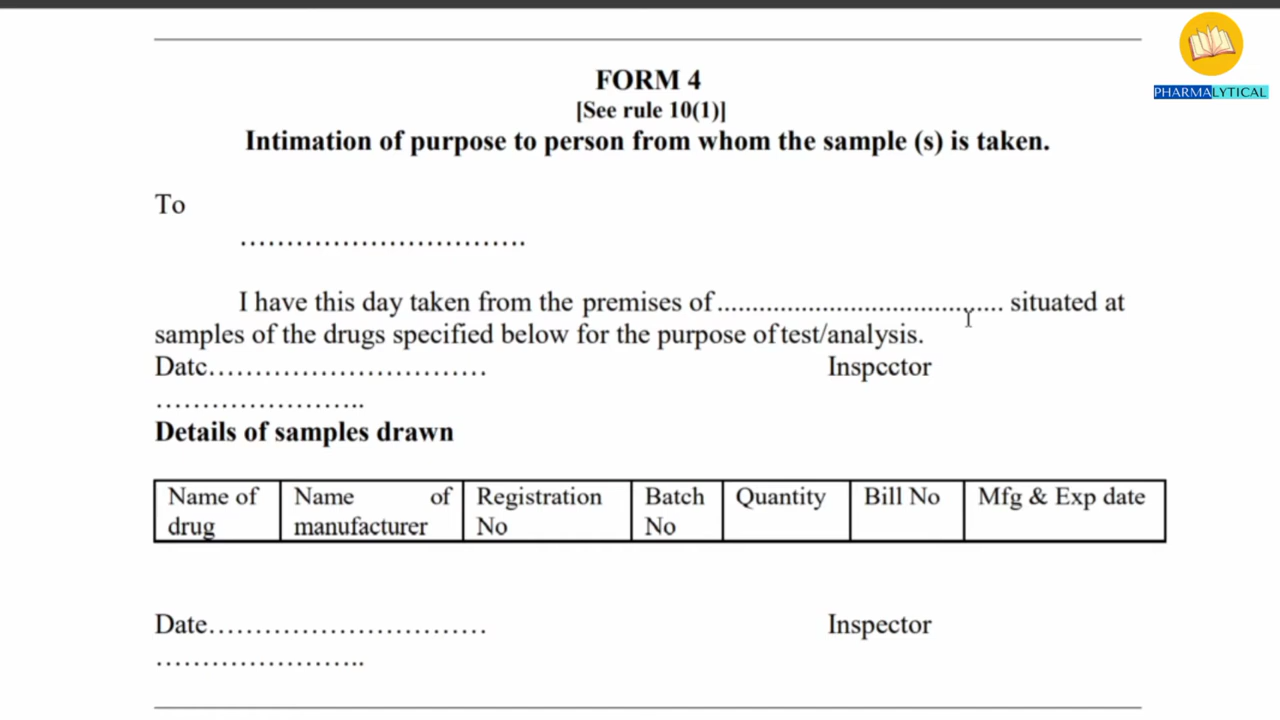 PHARMALYTICAL
FORM 4
[See rule 10(1)]
Intimation of purpose to person from whom the sample (s) is taken.
To
…………………………….
I have this day taken from the premises of......................................... situated at
samples of the drugs specified below for the purpose of test/analysis.
Date………………………… Inspector
…………………..
Details of samples drawn
Name of drug | Name of manufacturer | Registration No | Batch No | Quantity | Bill No | Mfg & Exp date
Date………………………… Inspector
…………………..